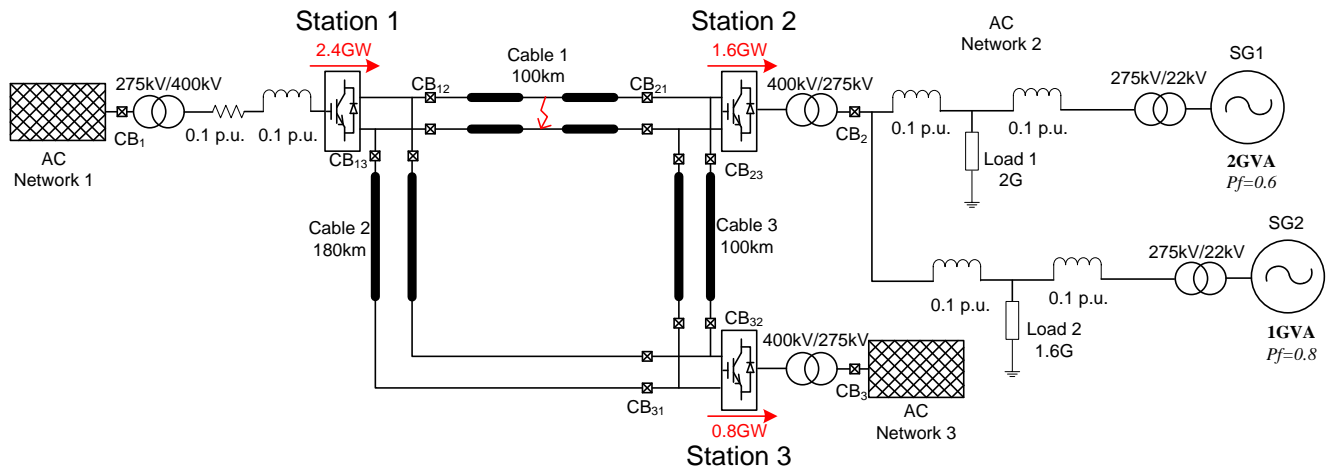 Station 1
2.4GW
275kV/400kV
AC
Network 1
CB1
0.1 p.u.
0.1 p.u.
CB12
Cable 1
100km
CB21
CB13
Station 2
1.6GW
400kV/275kV
CB2
CB23
AC
Network 2
0.1 p.u.
0.1 p.u.
Load 1
2G
275kV/22kV
SG1
2GVA
Pf=0.6
Cable 2
180km
Cable 3
100km
0.1 p.u.
0.1 p.u.
Load 2
1.6G
275kV/22kV
SG2
1GVA
Pf=0.8
CB32
400kV/275kV
CB3
CB31
0.8GW
Station 3
AC
Network 3